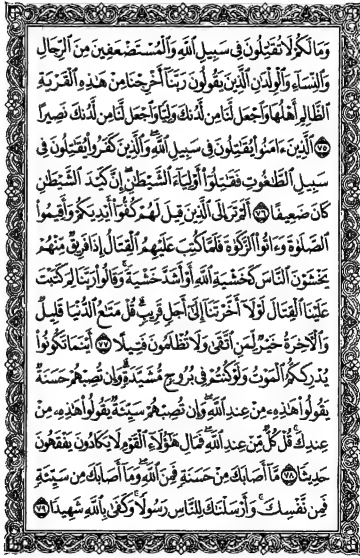 وَمَا لَكُمْ لَا تُقَٰتِلُونَ فِى سَبِيلِ ٱللَّهِ وَٱلْمُسْتَضْعَفِينَ مِنَ ٱلرِّجَالِ
وَٱلنِّسَآءِ وَٱلْوِلْدَٰنِ ٱلَّذِينَ يَقُولُونَ رَبَّنَآ أَخْرِجْنَا مِنْ هَٰذِهِ ٱلْقَرْيَةِ
ٱلظَّالِمِ أَهْلُهَا وَٱجْعَل لَّنَا مِن لَّدُنكَ وَلِيًّا وَٱجْعَل لَّنَا مِن لَّدُنكَ نَصِيرًا
٧٥ ٱلَّذِينَ ءَامَنُوا۟ يُقَٰتِلُونَ فِى سَبِيلِ ٱللَّهِ ۖ وَٱلَّذِينَ كَفَرُوا۟ يُقَٰتِلُونَ فِى
سَبِيلِ ٱلطَّٰغُوتِ فَقَٰتِلُوٓا۟ أَوْلِيَآءَ ٱلشَّيْطَٰنِ ۖ إِنَّ كَيْدَ ٱلشَّيْطَٰنِ
كَانَ ضَعِيفًا ٧٦ أَلَمْ تَرَ إِلَى ٱلَّذِينَ قِيلَ لَهُمْ كُفُّوٓا۟ أَيْدِيَكُمْ وَأَقِيمُوا۟
ٱلصَّلَوٰةَ وَءَاتُوا۟ ٱلزَّكَوٰةَ فَلَمَّا كُتِبَ عَلَيْهِمُ ٱلْقِتَالُ إِذَا فَرِيقٌ مِّنْهُمْ
يَخْشَوْنَ ٱلنَّاسَ كَخَشْيَةِ ٱللَّهِ أَوْ أَشَدَّ خَشْيَةً ۚ وَقَالُوا۟ رَبَّنَا لِمَ كَتَبْتَ
عَلَيْنَا ٱلْقِتَالَ لَوْلَآ أَخَّرْتَنَآ إِلَىٰٓ أَجَلٍ قَرِيبٍ ۗ قُلْ مَتَٰعُ ٱلدُّنْيَا قَلِيلٌ
وَٱلْـَٔاخِرَةُ خَيْرٌ لِّمَنِ ٱتَّقَىٰ وَلَا تُظْلَمُونَ فَتِيلًا ٧٧ أَيْنَمَا تَكُونُوا۟
يُدْرِككُّمُ ٱلْمَوْتُ وَلَوْ كُنتُمْ فِى بُرُوجٍ مُّشَيَّدَةٍ ۗ وَإِن تُصِبْهُمْ حَسَنَةٌ
يَقُولُوا۟ هَٰذِهِۦ مِنْ عِندِ ٱللَّهِ ۖ وَإِن تُصِبْهُمْ سَيِّئَةٌ يَقُولُوا۟ هَٰذِهِۦ مِنْ
عِندِكَ ۚ قُلْ كُلٌّ مِّنْ عِندِ ٱللَّهِ ۖ فَمَالِ هَٰٓؤُلَآءِ ٱلْقَوْمِ لَا يَكَادُونَ يَفْقَهُونَ
حَدِيثًا ٧٨ مَّآ أَصَابَكَ مِنْ حَسَنَةٍ فَمِنَ ٱللَّهِ ۖ وَمَآ أَصَابَكَ مِن سَيِّئَةٍ
فَمِن نَّفْسِكَ ۚ وَأَرْسَلْنَٰكَ لِلنَّاسِ رَسُولًا ۚ وَكَفَىٰ بِٱللَّهِ شَهِيدًا ٧٩